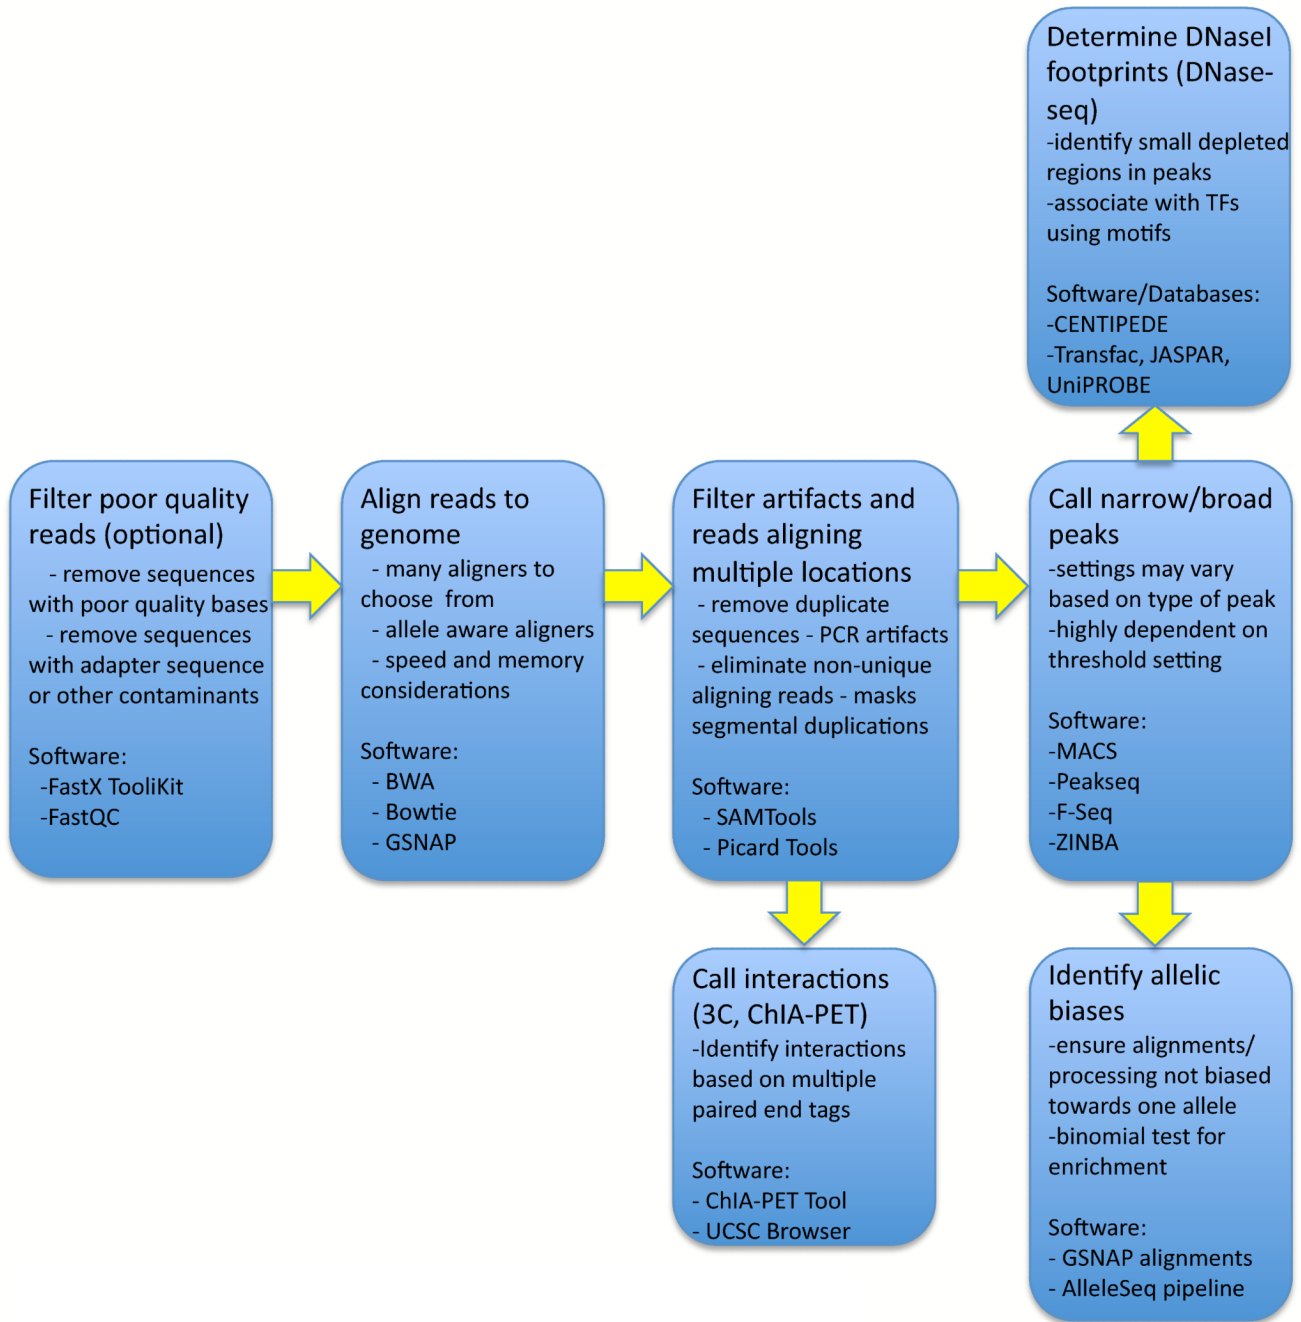 Determine DNaseI
footprints (DNase-
seq)
-identify small depleted
regions in peaks
-associate with TFs
using motifs
Software/Databases:
-CENTIPEDE
-Transfac, JASPAR,
UniPROBE
Filter poor quality
reads (optional)
- remove sequences
with poor quality bases
- remove sequences
with adapter sequence
or other contaminants
Software:
-FastX TooliKit
-FastQC
Align reads to
genome
- many aligners to
choose from
- allele aware aligners
- speed and memory
considerations
Software:
- BWA
- Bowtie
- GSNAP
Filter artifacts and
reads aligning
multiple locations
- remove duplicate
sequences - PCR artifacts
- eliminate non-unique
aligning reads - masks
segmental duplications
Software:
- SAMTools
- Picard Tools
Call narrow/broad
peaks
-settings may vary
based on type of peak
-highly dependent on
threshold setting
Software:
-MACS
-Peakseq
-F-Seq
-ZINBA
Call interactions
(3C, ChIA-PET)
-Identify interactions
based on multiple
paired end tags
Software:
- ChIA-PET Tool
- UCSC Browser
Identify allelic
biases
-ensure alignments/
processing not biased
towards one allele
-binomial test for
enrichment
Software:
- GSNAP alignments
- AlleleSeq pipeline